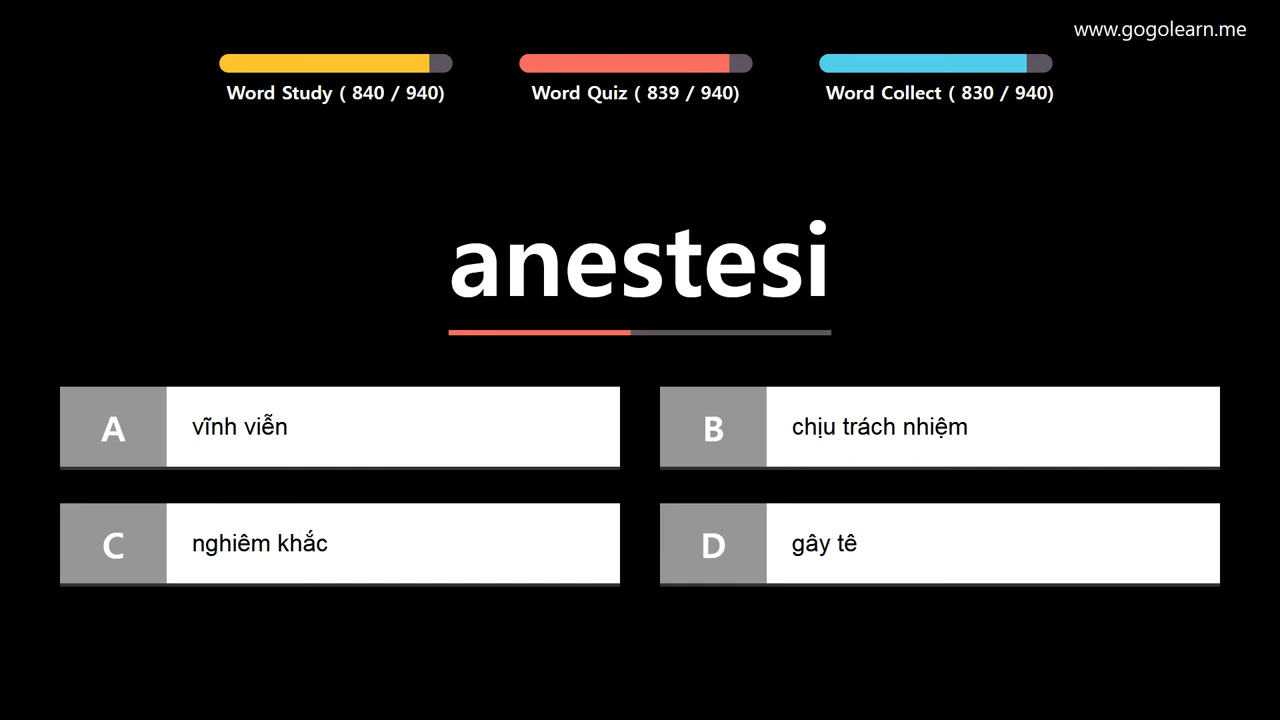 www.gogolearn.me
Word Study ( 840 / 940)
Word Quiz ( 839 / 940)
Word Collect ( 830 / 940)
anestesi
A
vĩnh viễn
B
chịu trách nhiệm
C
nghiêm khắc
D
gây tê